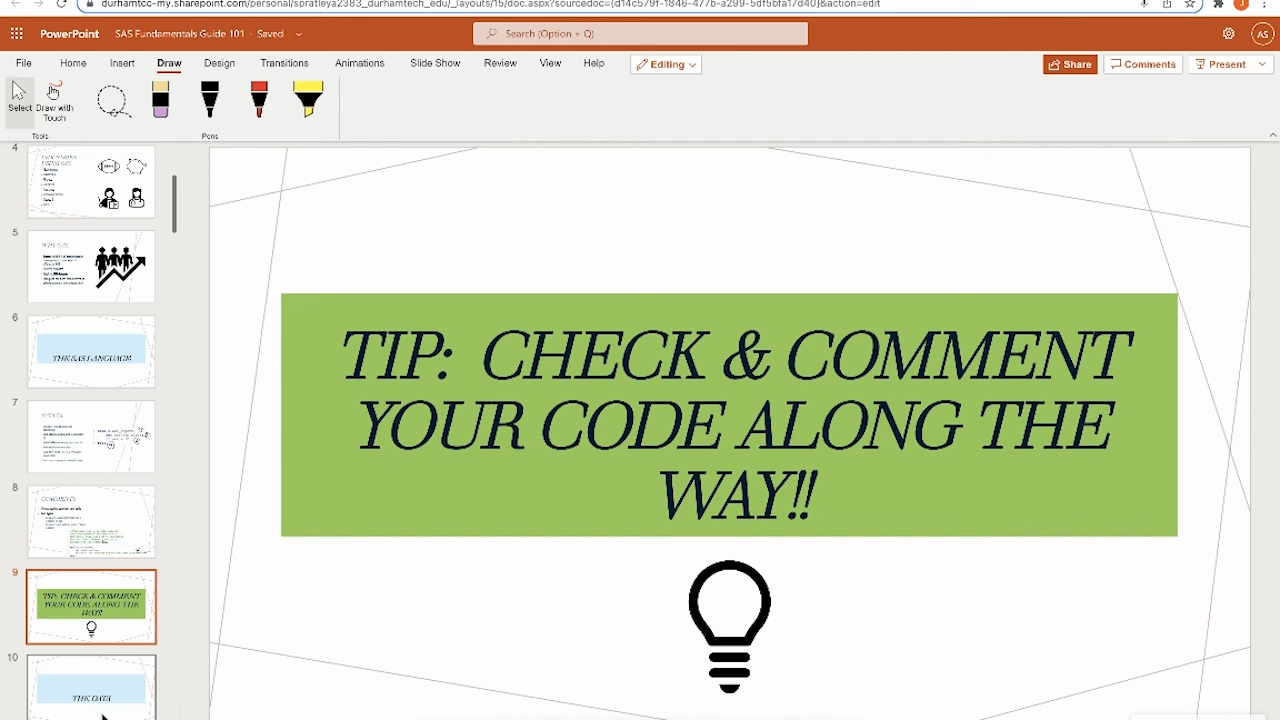 durhamtcc-my.sharepoint.com/personal/spratleya2383_durhamtech_edu/_layouts/15/doc.aspx?sourcedoc={d14c579f-1846-477b-a299-5df5bfa17d40}&action=edit
PowerPoint
SAS Fundamentals Guide 101 - Saved
Search (Option + Q)
AS
File
Home
Insert
Draw
Design
Transitions
Animations
Slide Show
Review
View
Help
Editing
Share
Comments
Present
Select
Draw with
Touch
Tools
Pens
4
5
6
THE SAS LANGUAGE
7
8
COMMENTS
9
TIP: CHECK & COMMENT
YOUR CODE ALONG THE
WAY!!
10
THE DATA
TIP: CHECK & COMMENT
YOUR CODE ALONG THE
WAY!!